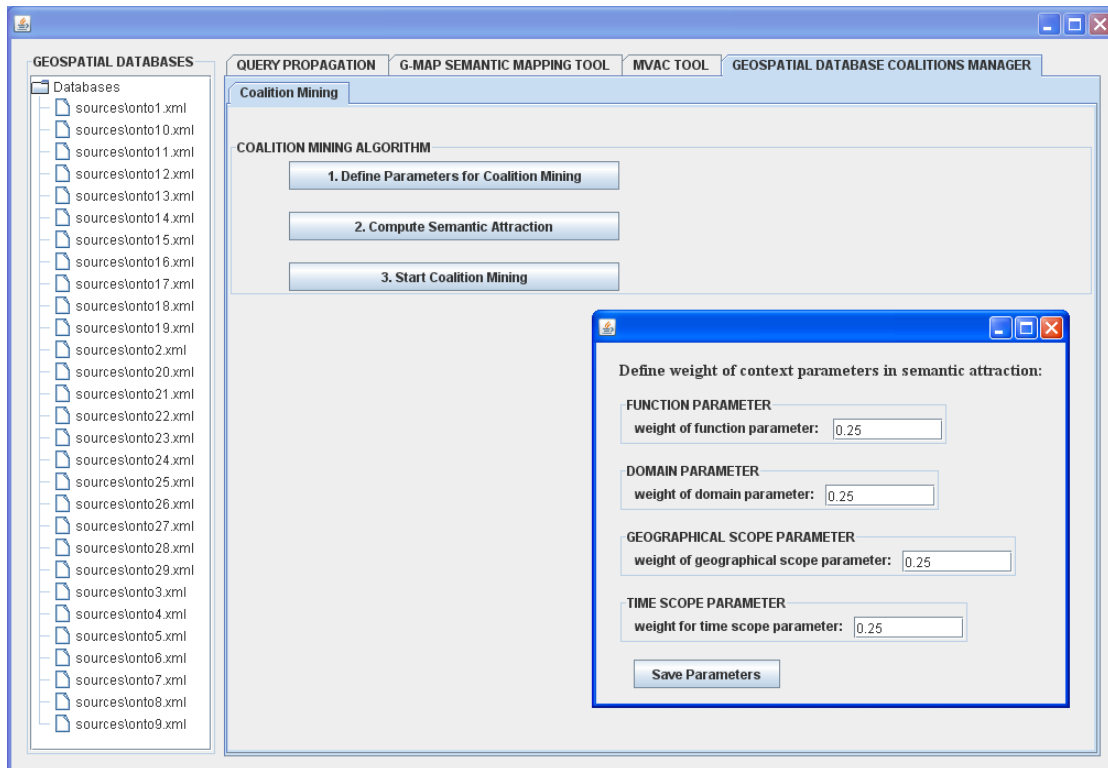 GEOSPATIAL DATABASES
Databases
sources\onto1.xml
sources\onto10.xml
sources\onto11.xml
sources\onto12.xml
sources\onto13.xml
sources\onto14.xml
sources\onto15.xml
sources\onto16.xml
sources\onto17.xml
sources\onto18.xml
sources\onto19.xml
sources\onto2.xml
sources\onto20.xml
sources\onto21.xml
sources\onto22.xml
sources\onto23.xml
sources\onto24.xml
sources\onto25.xml
sources\onto26.xml
sources\onto27.xml
sources\onto28.xml
sources\onto29.xml
sources\onto3.xml
sources\onto4.xml
sources\onto5.xml
sources\onto6.xml
sources\onto7.xml
sources\onto8.xml
sources\onto9.xml
QUERY PROPAGATION G-MAP SEMANTIC MAPPING TOOL MVAC TOOL GEOSPATIAL DATABASE COALITIONS MANAGER
Coalition Mining
COALITION MINING ALGORITHM
1. Define Parameters for Coalition Mining
2. Compute Semantic Attraction
3. Start Coalition Mining
Define weight of context parameters in semantic attraction:
FUNCTION PARAMETER
weight of function parameter: 0.25
DOMAIN PARAMETER
weight of domain parameter: 0.25
GEOGRAPHICAL SCOPE PARAMETER
weight of geographical scope parameter: 0.25
TIME SCOPE PARAMETER
weight for time scope parameter: 0.25
Save Parameters